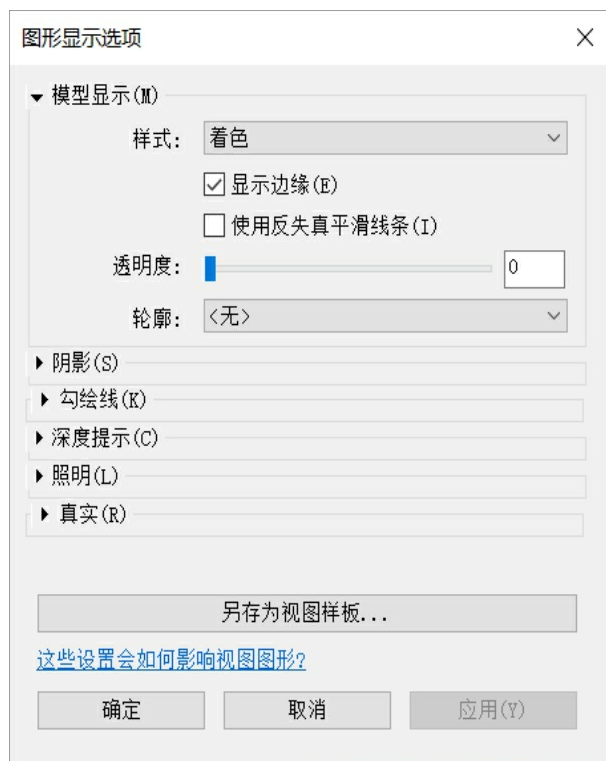 图形显示选项
模型显示(M)
样式: 着色
显示边缘(E)
使用反失真平滑线条(I)
透明度: 0
轮廓: <无>
阴影(S)
勾绘线(K)
深度提示(C)
照明(L)
真实(R)
另存为视图样板...
这些设置会如何影响视图图形?
确定 取消 应用(Y)